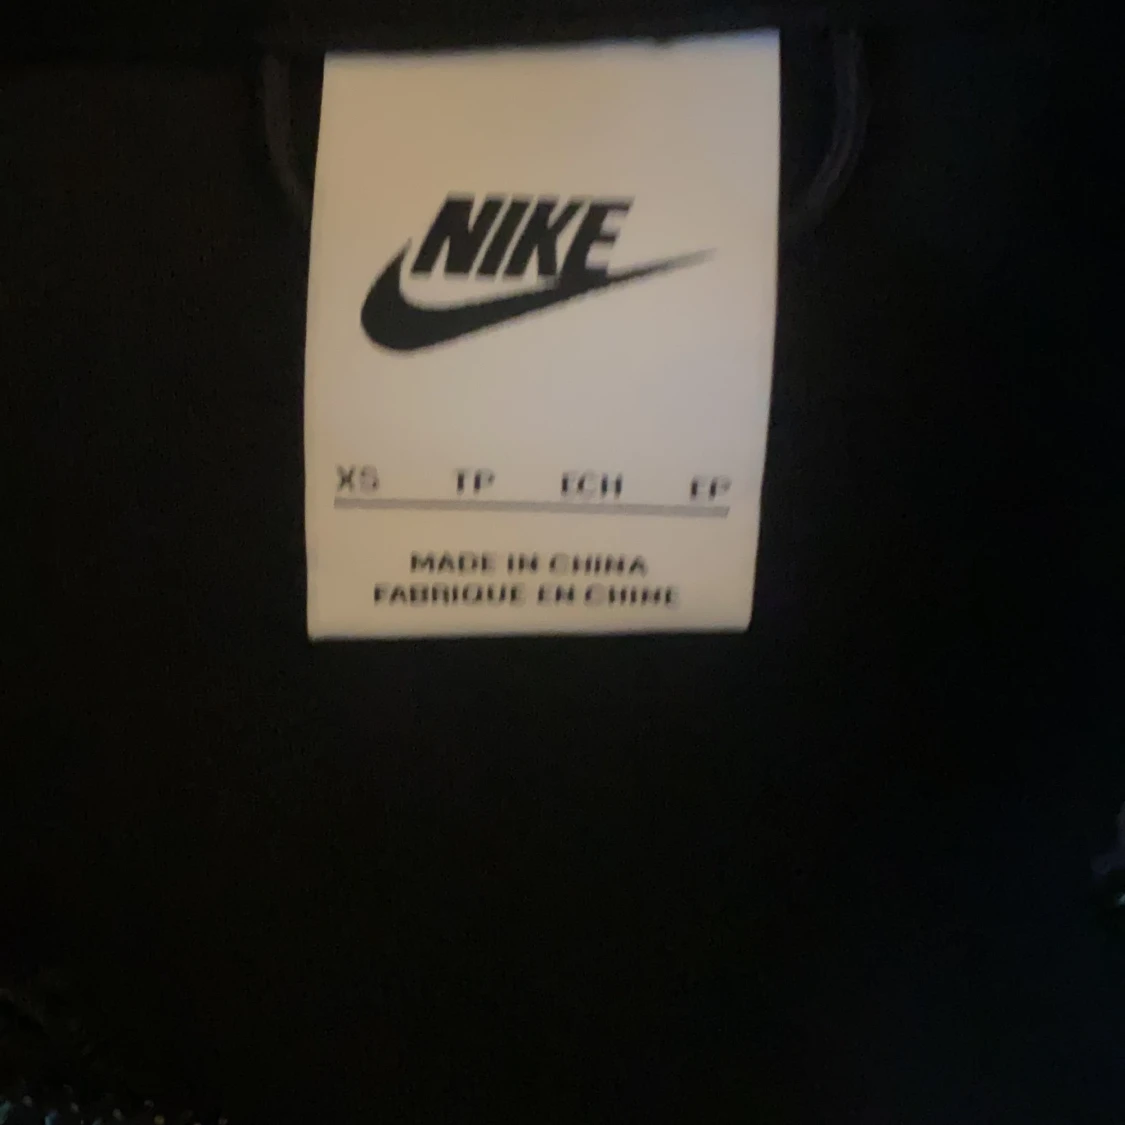 NIKE
XS TP ECH EP
MADE IN CHINA
FABRIQUE EN CHINE